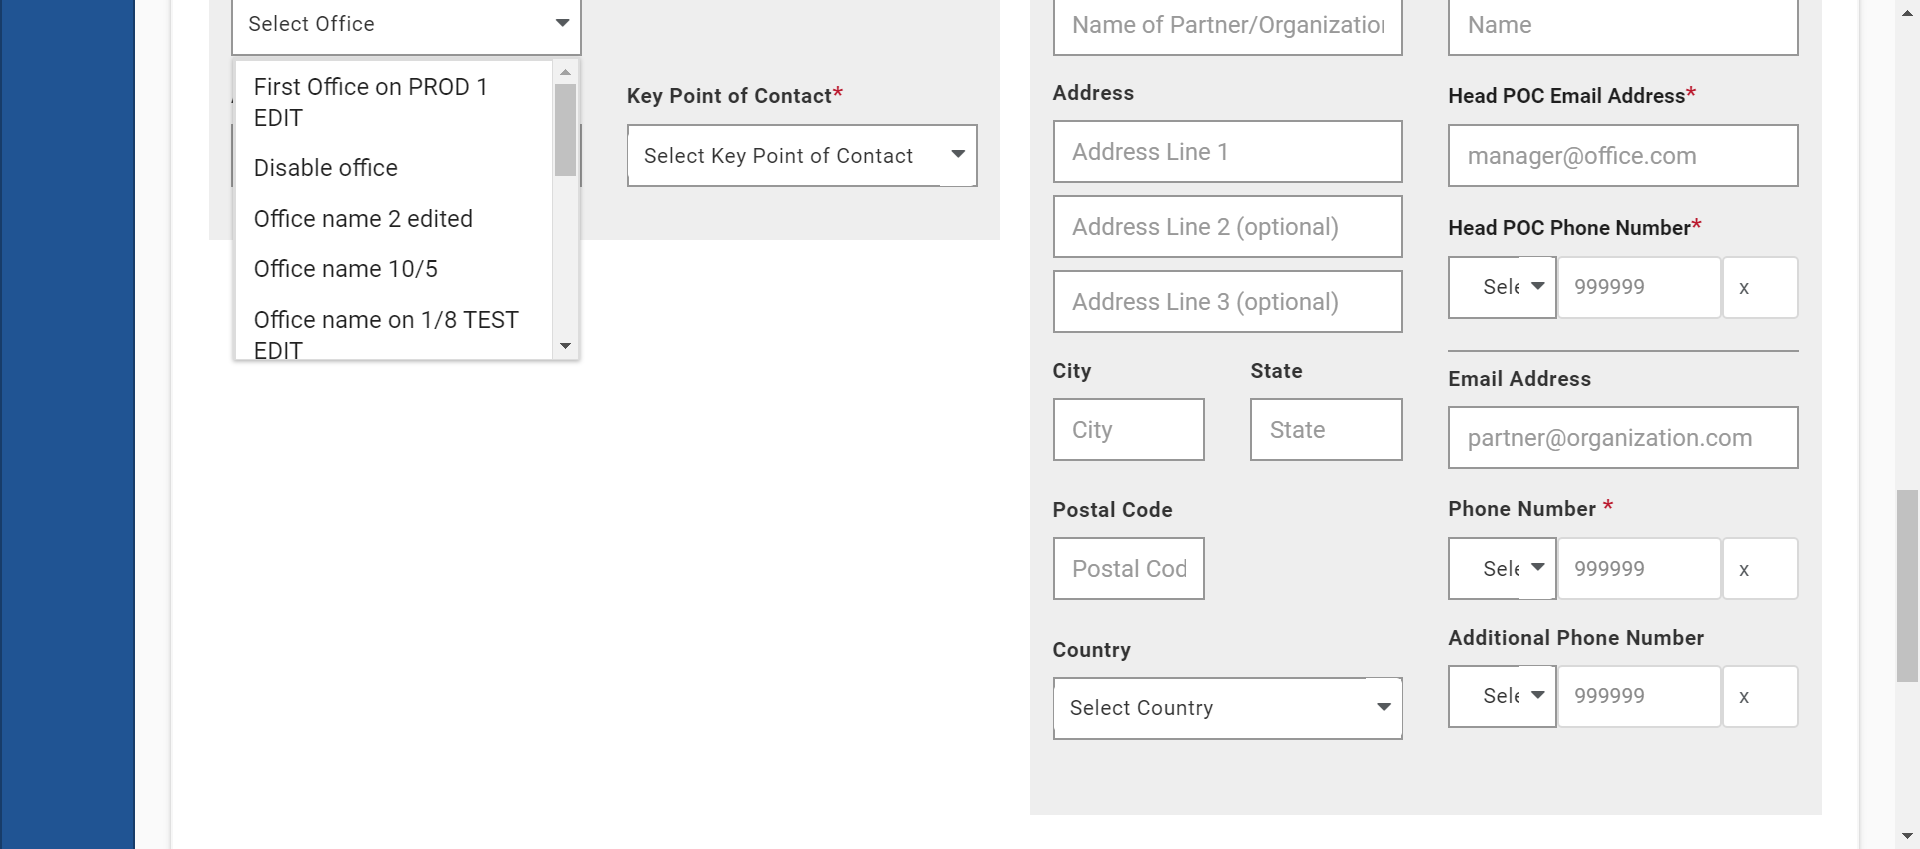 Select Office
First Office on PROD 1
EDIT
Disable office
Office name 2 edited
Office name 10/5
Office name on 1/8 TEST
EDIT
Key Point of Contact*
Select Key Point of Contact
Name of Partner/Organization
Address
Address Line 1
Address Line 2 (optional)
Address Line 3 (optional)
City
State
City
State
Postal Code
Postal Cod
Country
Select Country
Name
Head POC Email Address*
manager@office.com
Head POC Phone Number*
Sele
999999
x
Email Address
partner@organization.com
Phone Number *
Sele
999999
x
Additional Phone Number
Sele
999999
x